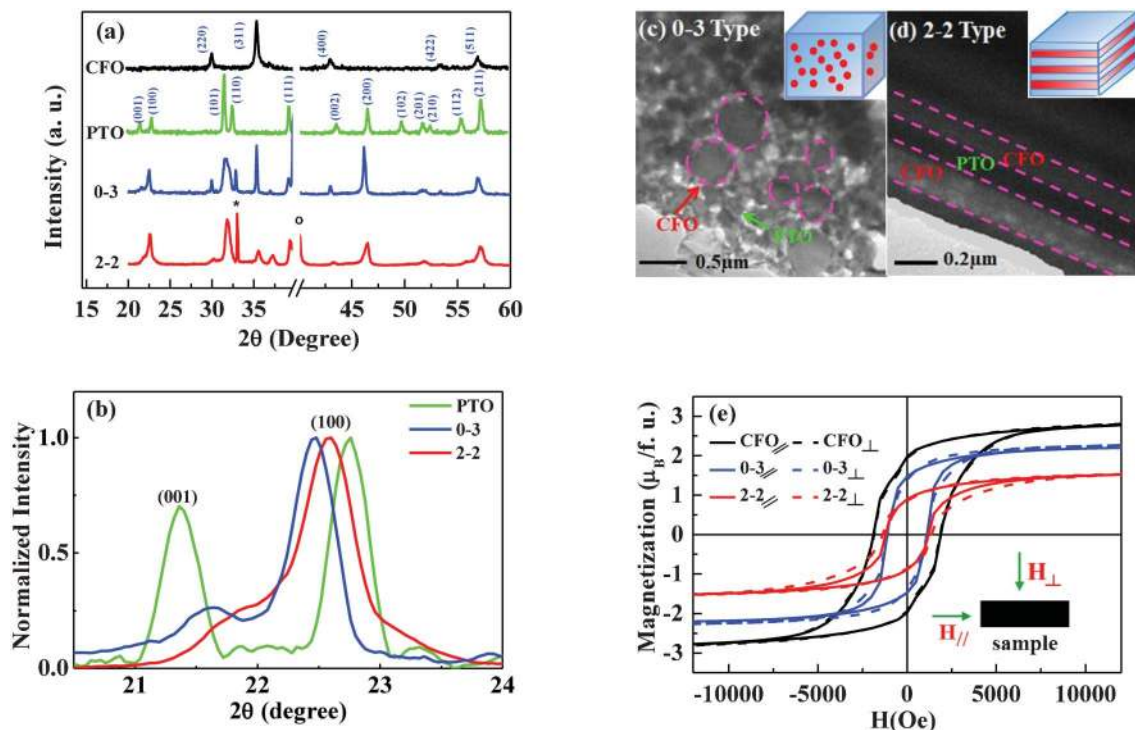 (a)
(220)
(311)
(400)
(422)
(511)
CFO
(001)
(100)
(101)
(110)
(111)
(002)
(200)
(102)
(201)
(210)
(112)
(211)
PTO
0-3
*
o
2-2
Intensity (a. u.)
15 20 25 30 35 45 50 55 60
2θ (Degree)
(c) 0-3 Type
CFO
PTO
0.5μm
(d) 2-2 Type
CFO
PTO
CFO
0.2μm
(b)
(001)
(100)
PTO
0-3
2-2
Normalized Intensity
1.0
0.5
0.0
21 22 23 24
2θ (degree)
(e)
CFO// CFO⊥
0-3// 0-3⊥
2-2// 2-2⊥
Magnetization (μB/f. u.)
3
2
1
0
-1
-2
-3
H⊥
H//
sample
-10000 -5000 0 5000 10000
H(Oe)